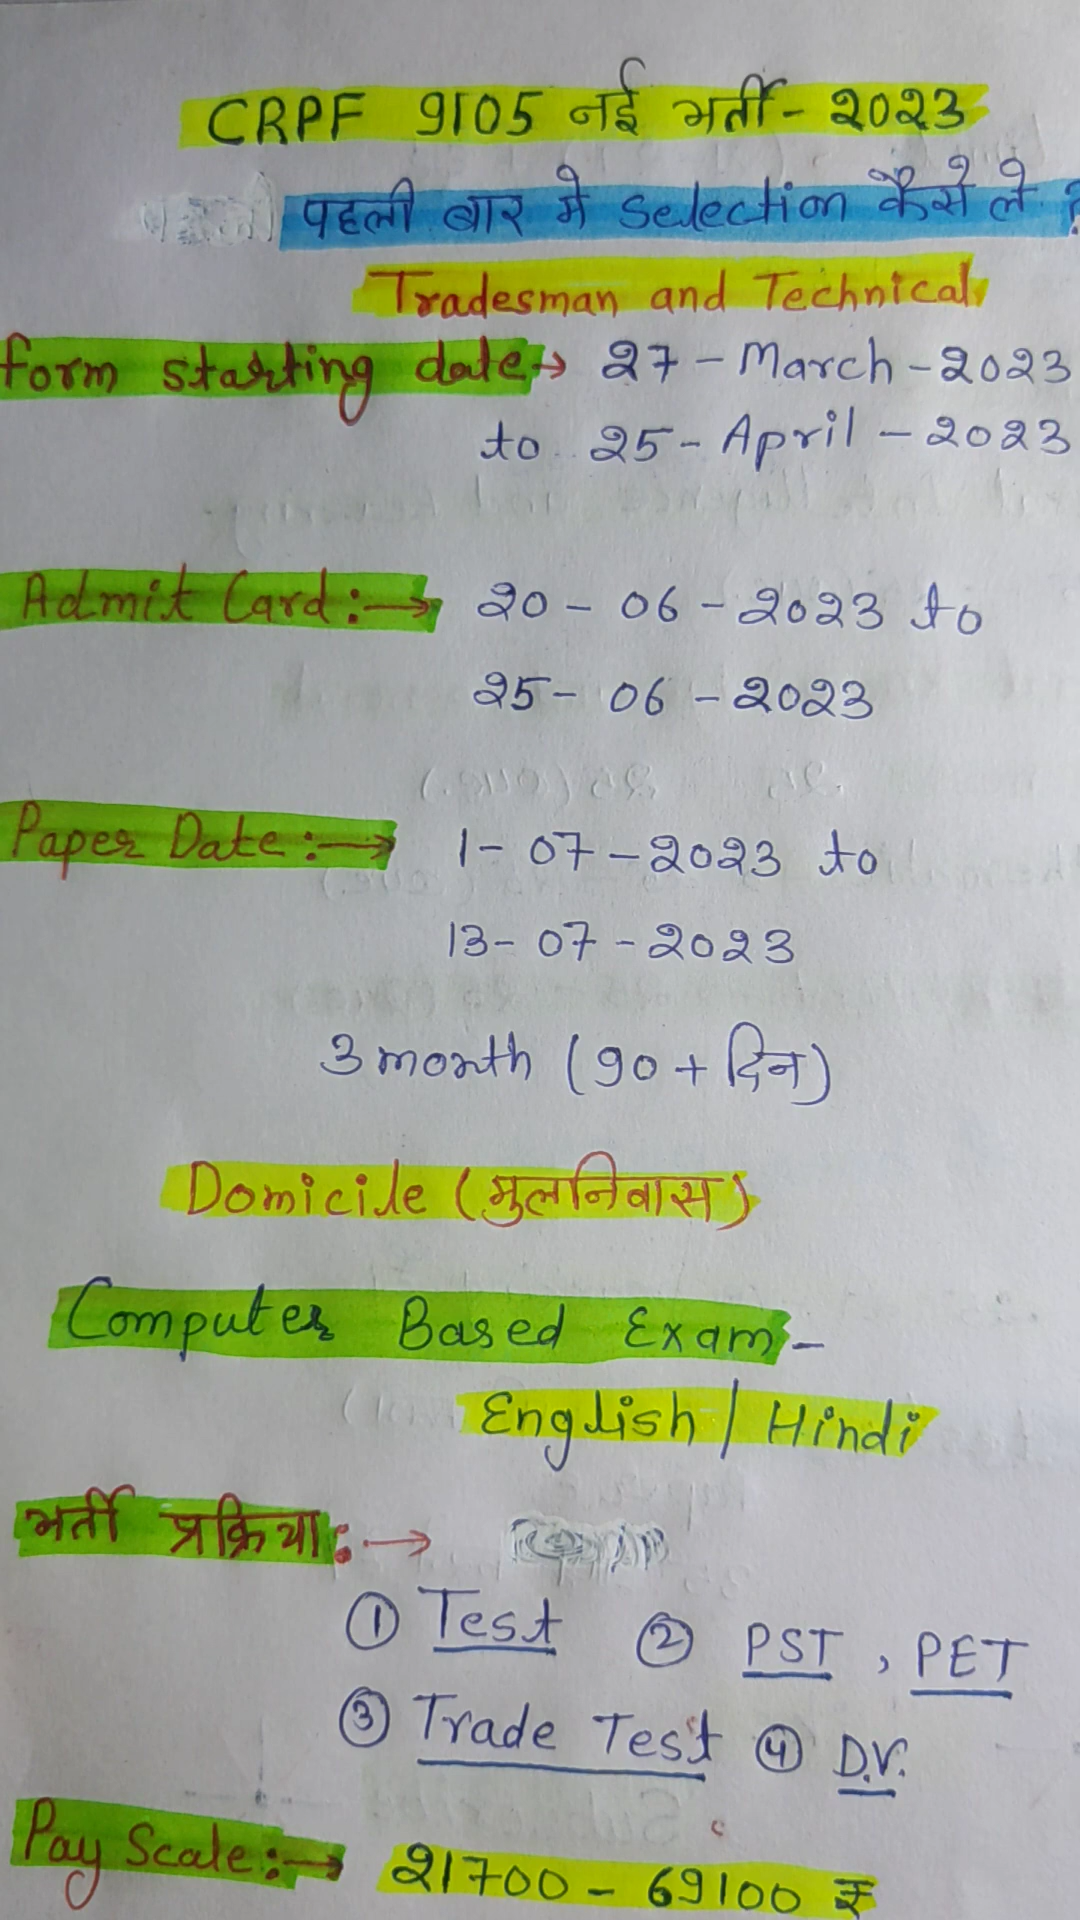 CRPF 9105 नई भर्ती - 2023
पहली बार मे selection कैसे ले ?
Tradesman and Technical
form starting date → 27 - March - 2023
to 25 - April - 2023
Admit Card :→ 20 - 06 - 2023 to
25 - 06 - 2023
Paper Date :→ 1 - 07 - 2023 to
13 - 07 - 2023
3 month (90 + दिन)
Domicile (मुलनिवास)
Computer Based Exam -
English / Hindi
भर्ती प्रक्रिया :→
① Test ② PST , PET
③ Trade Test ④ D.V.
Pay Scale :→ 21700 - 69100 ₹